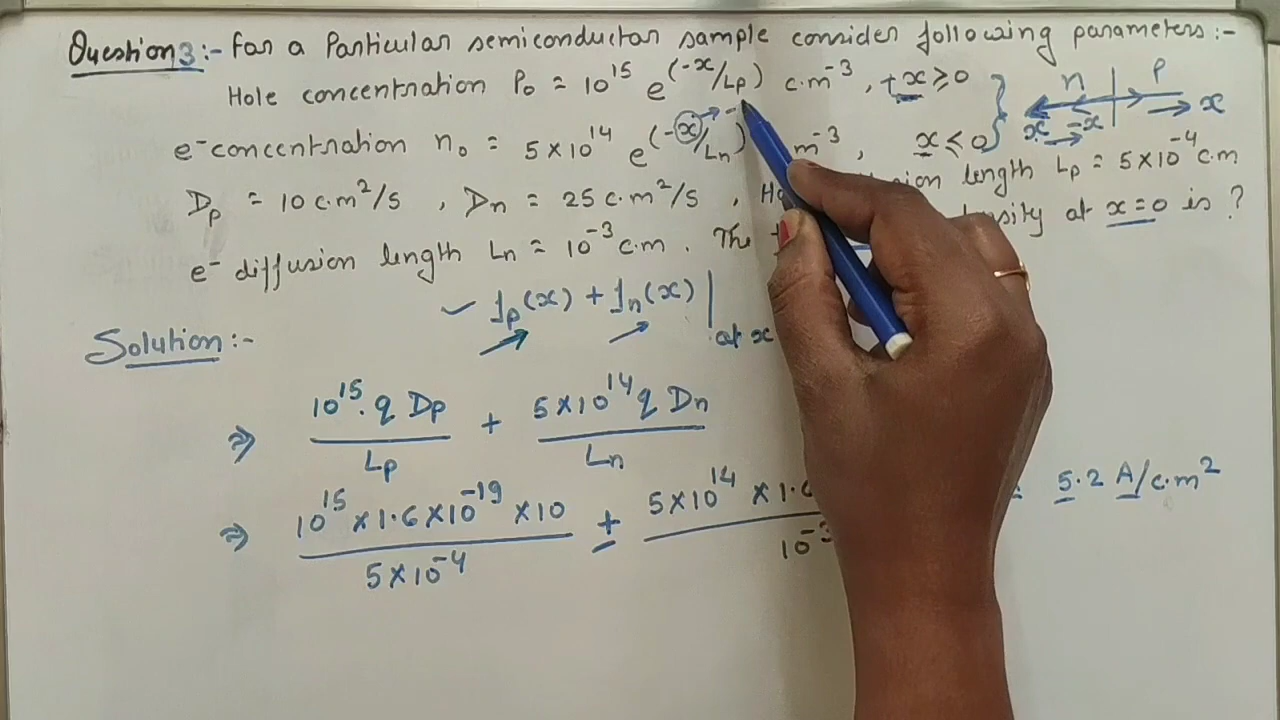 Question 3:- For a Particular semiconductor sample consider following parameters:-
Hole concentration P₀ = 10¹⁵ e^(-x/Lp) c.m⁻³, +x ≥ 0
e⁻concentration n₀ = 5×10¹⁴ e^(-x/Ln) m⁻³, x ≤ 0
n p x
x -x
Dp = 10 c.m²/s, Dn = 25 c.m²/s, length Lp = 5×10⁻⁴ c.m
e⁻ diffusion length Ln = 10⁻³ c.m. The at x=0 is?
Solution:-
✓ Jp(x) + Jn(x) | at x
⇒ 10¹⁵.q Dp / Lp + 5×10¹⁴ q Dn / Ln
⇒ 10¹⁵×1.6×10⁻¹⁹×10 / 5×10⁻⁴ + 5×10¹⁴ × 1.6 / 10⁻³ 5.2 A/c.m²